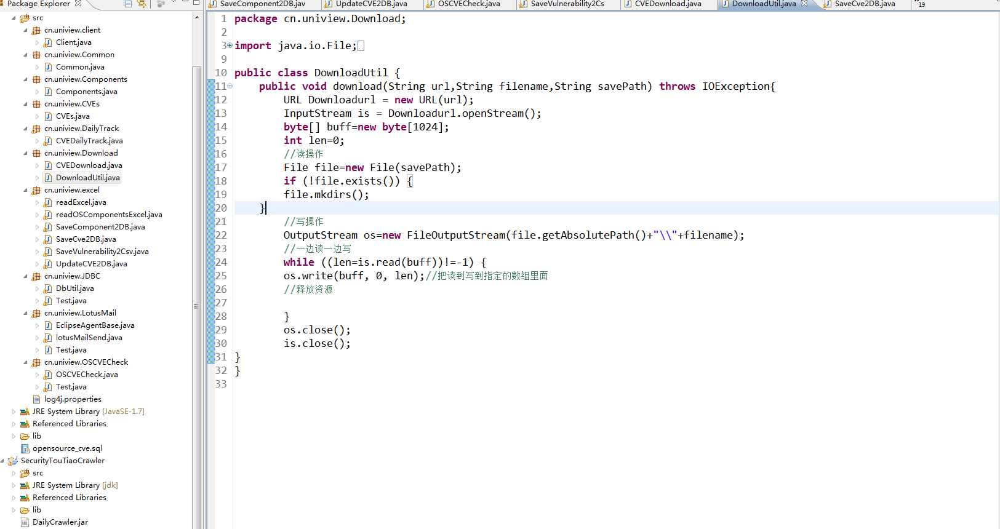 Package Explorer
src
cn.uniview.client
Client.java
cn.uniview.Common
Common.java
cn.uniview.Components
Components.java
cn.uniview.CVEs
CVEs.java
cn.uniview.DailyTrack
CVEDailyTrack.java
cn.uniview.Download
CVEDownload.java
DownloadUtil.java
cn.uniview.excel
readExcel.java
readOSComponentsExcel.java
SaveComponent2DB.java
SaveCve2DB.java
SaveVulnerability2Csv.java
UpdateCVE2DB.java
cn.uniview.JDBC
DbUtil.java
Test.java
cn.uniview.LotusMail
EclipseAgentBase.java
lotusMailSend.java
Test.java
cn.uniview.OSCVECheck
OSCVECheck.java
Test.java
log4j.properties
JRE System Library [JavaSE-1.7]
Referenced Libraries
lib
opensource_cve.sql
SecurityTouTiaoCrawler
src
JRE System Library [jdk]
Referenced Libraries
lib
DailyCrawler.jar
SaveComponent2DB.jav UpdateCVE2DB.java OSCVECheck.java SaveVulnerability2Cs CVEDownload.java DownloadUtil.java SaveCve2DB.java »19
1 package cn.uniview.Download;
2
3 import java.io.File;
9
10 public class DownloadUtil {
11 public void download(String url,String filename,String savePath) throws IOException{
12 URL Downloadurl = new URL(url);
13 InputStream is = Downloadurl.openStream();
14 byte[] buff=new byte[1024];
15 int len=0;
16 //读操作
17 File file=new File(savePath);
18 if (!file.exists()) {
19 file.mkdirs();
20 }
21 //写操作
22 OutputStream os=new FileOutputStream(file.getAbsolutePath()+"\\"+filename);
23 //一边读一边写
24 while ((len=is.read(buff))!=-1) {
25 os.write(buff, 0, len);//把读到写到指定的数组里面
26 //释放资源
27
28 }
29 os.close();
30 is.close();
31 }
32 }
33